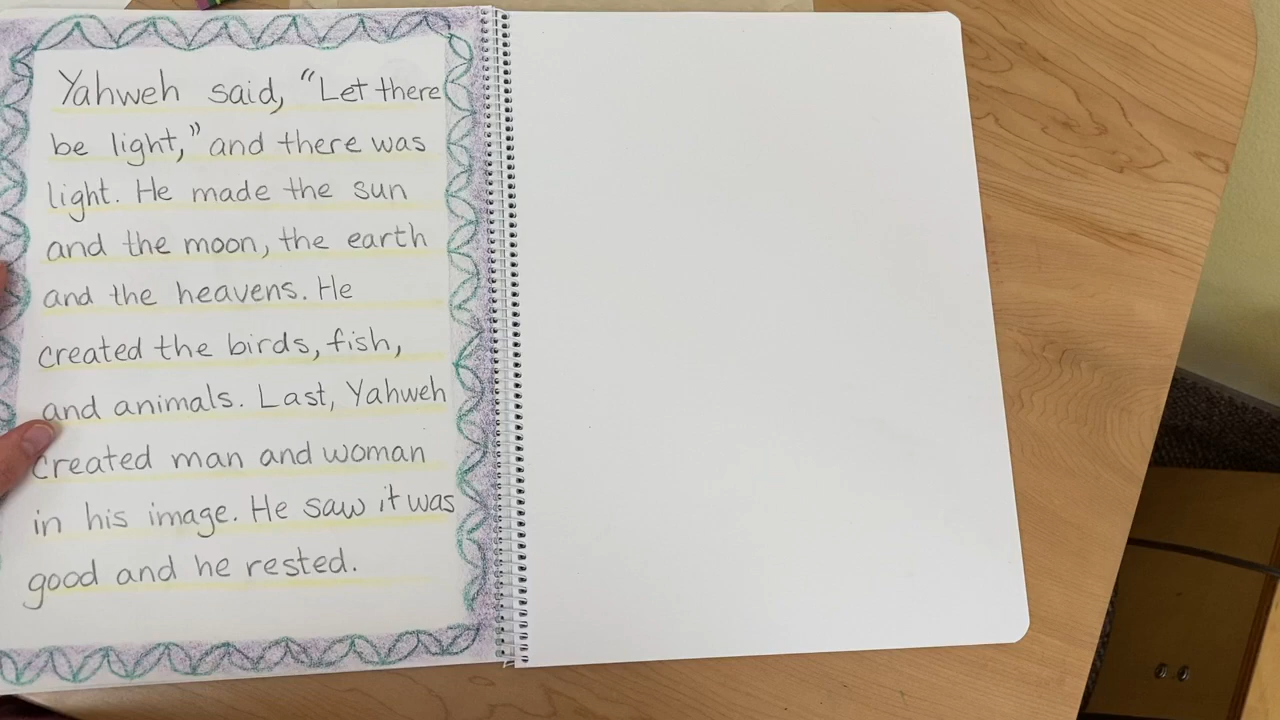 Yahweh said, "Let there
be light," and there was
light. He made the sun
and the moon, the earth
and the heavens. He
created the birds, fish,
and animals. Last, Yahweh
created man and woman
in his image. He saw it was
good and he rested.